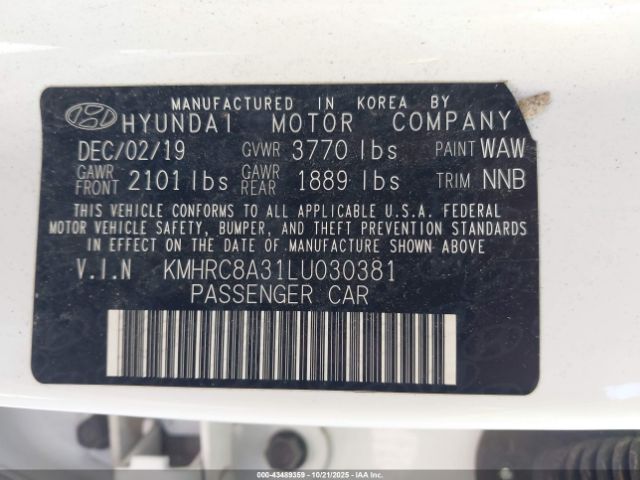 MANUFACTURED IN KOREA BY
HYUNDAI MOTOR COMPANY
DEC/02/19 GVWR 3770 lbs PAINT WAW
GAWR FRONT 2101 lbs GAWR REAR 1889 lbs TRIM NNB
THIS VEHICLE CONFORMS TO ALL APPLICABLE U.S.A. FEDERAL
MOTOR VEHICLE SAFETY, BUMPER, AND THEFT PREVENTION STANDARDS
IN EFFECT ON THE DATE OF MANUFACTURE SHOWN ABOVE
V.I.N KMHRC8A31LU030381
PASSENGER CAR
000-43489359 | 10/21/2025 | COPART